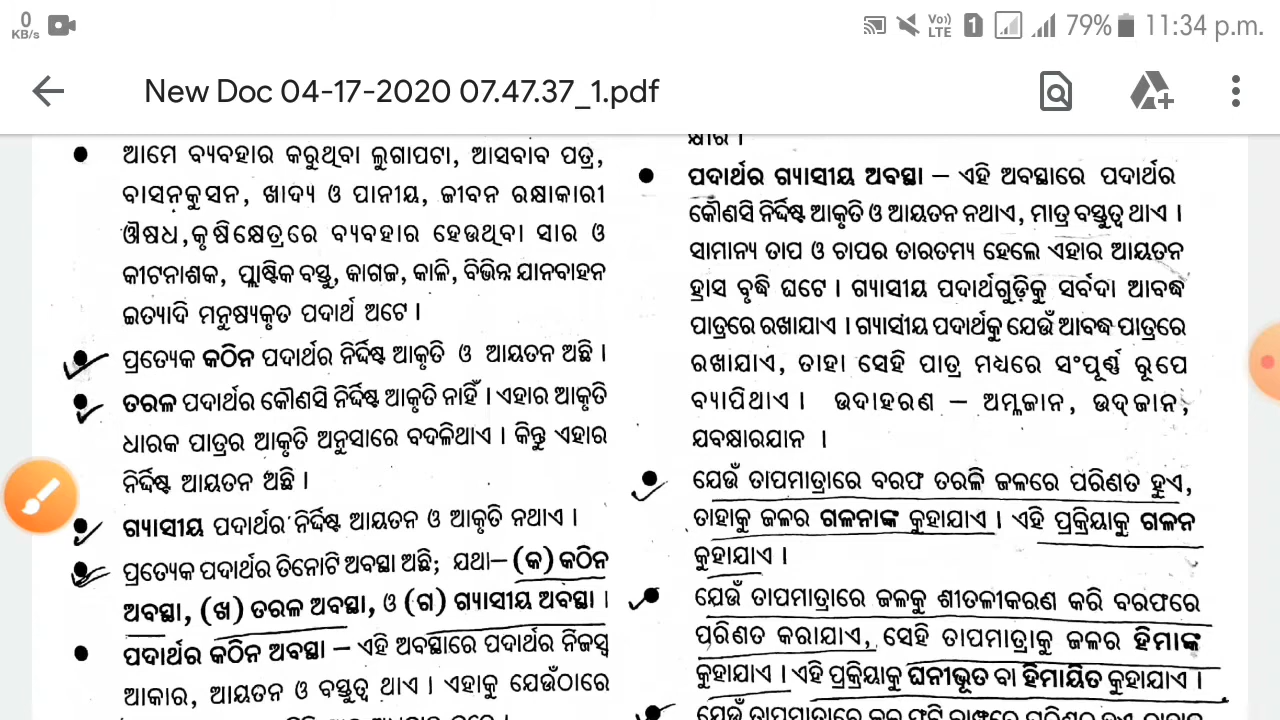 0
KB/s
Vo)
LTE
1
79%
11:34 p.m.
New Doc 04-17-2020 07.47.37_1.pdf
• ଆମେ ବ୍ୟବହାର କରୁଥିବା ଲୁଗାପଟା, ଆସବାବ ପତ୍ର,
ବାସନକୁସନ, ଖାଦ୍ୟ ଓ ପାନୀୟ, ଜୀବନ ରକ୍ଷାକାରୀ
ଔଷଧ,କୃଷିକ୍ଷେତ୍ରରେ ବ୍ୟବହାର ହେଉଥିବା ସାର ଓ
କୀଟନାଶକ, ପ୍ଲାଷ୍ଟିକ ବସ୍ତୁ, କାଗଜ, କାଳି, ବିଭିନ୍ନ ଯାନବାହନ
ଇତ୍ୟାଦି ମନୁଷ୍ୟକୃତ ପଦାର୍ଥ ଅଟେ ।
• ପ୍ରତ୍ୟେକ କଠିନ ପଦାର୍ଥର ନିର୍ଦ୍ଦିଷ୍ଟ ଆକୃତି ଓ ଆୟତନ ଅଛି ।
• ତରଳ ପଦାର୍ଥର କୌଣସି ନିର୍ଦ୍ଦିଷ୍ଟ ଆକୃତି ନାହିଁ । ଏହାର ଆକୃତି
ଧାରକ ପାତ୍ରର ଆକୃତି ଅନୁସାରେ ବଦଳିଥାଏ । କିନ୍ତୁ ଏହାର
ନିର୍ଦ୍ଦିଷ୍ଟ ଆୟତନ ଅଛି ।
• ଗ୍ୟାସୀୟ ପଦାର୍ଥର ନିର୍ଦ୍ଦିଷ୍ଟ ଆୟତନ ଓ ଆକୃତି ନଥାଏ ।
• ପ୍ରତ୍ୟେକ ପଦାର୍ଥର ତିନୋଟି ଅବସ୍ଥା ଅଛି; ଯଥା– (କ) କଠିନ
ଅବସ୍ଥା, (ଖ) ତରଳ ଅବସ୍ଥା, ଓ (ଗ) ଗ୍ୟାସୀୟ ଅବସ୍ଥା ।
• ପଦାର୍ଥର କଠିନ ଅବସ୍ଥା – ଏହି ଅବସ୍ଥାରେ ପଦାର୍ଥର ନିଜସ୍ୱ
ଆକାର, ଆୟତନ ଓ ବସ୍ତୁତ୍ୱ ଥାଏ । ଏହାକୁ ଯେଉଁଠାରେ
କ୍ଷାର ।
• ପଦାର୍ଥର ଗ୍ୟାସୀୟ ଅବସ୍ଥା – ଏହି ଅବସ୍ଥାରେ ପଦାର୍ଥର
କୌଣସି ନିର୍ଦ୍ଦିଷ୍ଟ ଆକୃତି ଓ ଆୟତନ ନଥାଏ, ମାତ୍ର ବସ୍ତୁତ୍ୱ ଥାଏ ।
ସାମାନ୍ୟ ତାପ ଓ ଚାପର ତାରତମ୍ୟ ହେଲେ ଏହାର ଆୟତନ
ହ୍ରାସ ବୃଦ୍ଧି ଘଟେ । ଗ୍ୟାସୀୟ ପଦାର୍ଥଗୁଡ଼ିକୁ ସର୍ବଦା ଆବଦ୍ଧ
ପାତ୍ରରେ ରଖାଯାଏ । ଗ୍ୟାସୀୟ ପଦାର୍ଥକୁ ଯେଉଁ ଆବଦ୍ଧ ପାତ୍ରରେ
ରଖାଯାଏ, ତାହା ସେହି ପାତ୍ର ମଧ୍ୟରେ ସଂପୂର୍ଣ୍ଣ ରୂପେ
ବ୍ୟାପିଥାଏ । ଉଦାହରଣ – ଅମ୍ଳଜାନ, ଉଦ୍‌ଜାନ,
ଯବକ୍ଷାରଯାନ ।
• ଯେଉଁ ତାପମାତ୍ରାରେ ବରଫ ତରଳି ଜଳରେ ପରିଣତ ହୁଏ,
ତାହାକୁ ଜଳର ଗଳନାଙ୍କ କୁହାଯାଏ । ଏହି ପ୍ରକ୍ରିୟାକୁ ଗଳନ
କୁହାଯାଏ ।
• ଯେଉଁ ତାପମାତ୍ରାରେ ଜଳକୁ ଶୀତଳୀକରଣ କରି ବରଫରେ
ପରିଣତ କରାଯାଏ, ସେହି ତାପମାତ୍ରାକୁ ଜଳର ହିମାଙ୍କ
କୁହାଯାଏ । ଏହି ପ୍ରକ୍ରିୟାକୁ ଘନୀଭୂତ ବା ହିମାୟିତ କୁହାଯାଏ ।